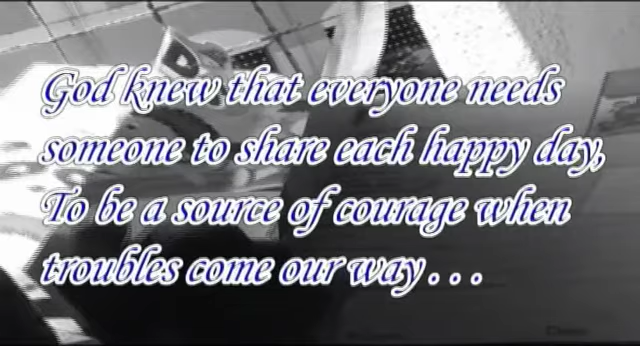 God knew that everyone needs
someone to share each happy day,
To be a source of courage when
troubles come our way . . .